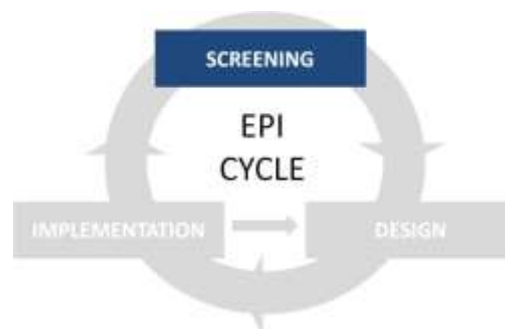 SCREENING
EPI
CYCLE
IMPLEMENTATION
DESIGN